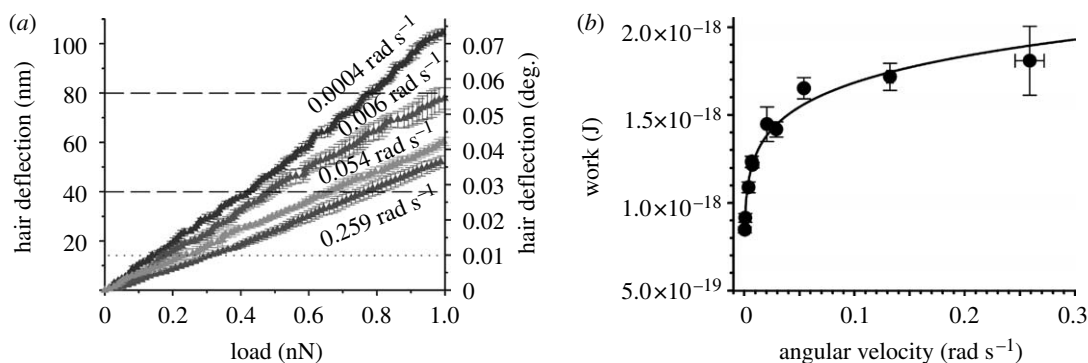 (a)
100
80
60
40
20
hair deflection (nm)
0.0004 rad s⁻¹
0.006 rad s⁻¹
0.054 rad s⁻¹
0.259 rad s⁻¹
0.07
0.06
0.05
0.04
0.03
0.02
0.01
0
hair deflection (deg.)
0 0.2 0.4 0.6 0.8 1.0
load (nN)
(b)
2.0×10⁻¹⁸
1.5×10⁻¹⁸
1.0×10⁻¹⁸
5.0×10⁻¹⁹
work (J)
0 0.1 0.2 0.3
angular velocity (rad s⁻¹)